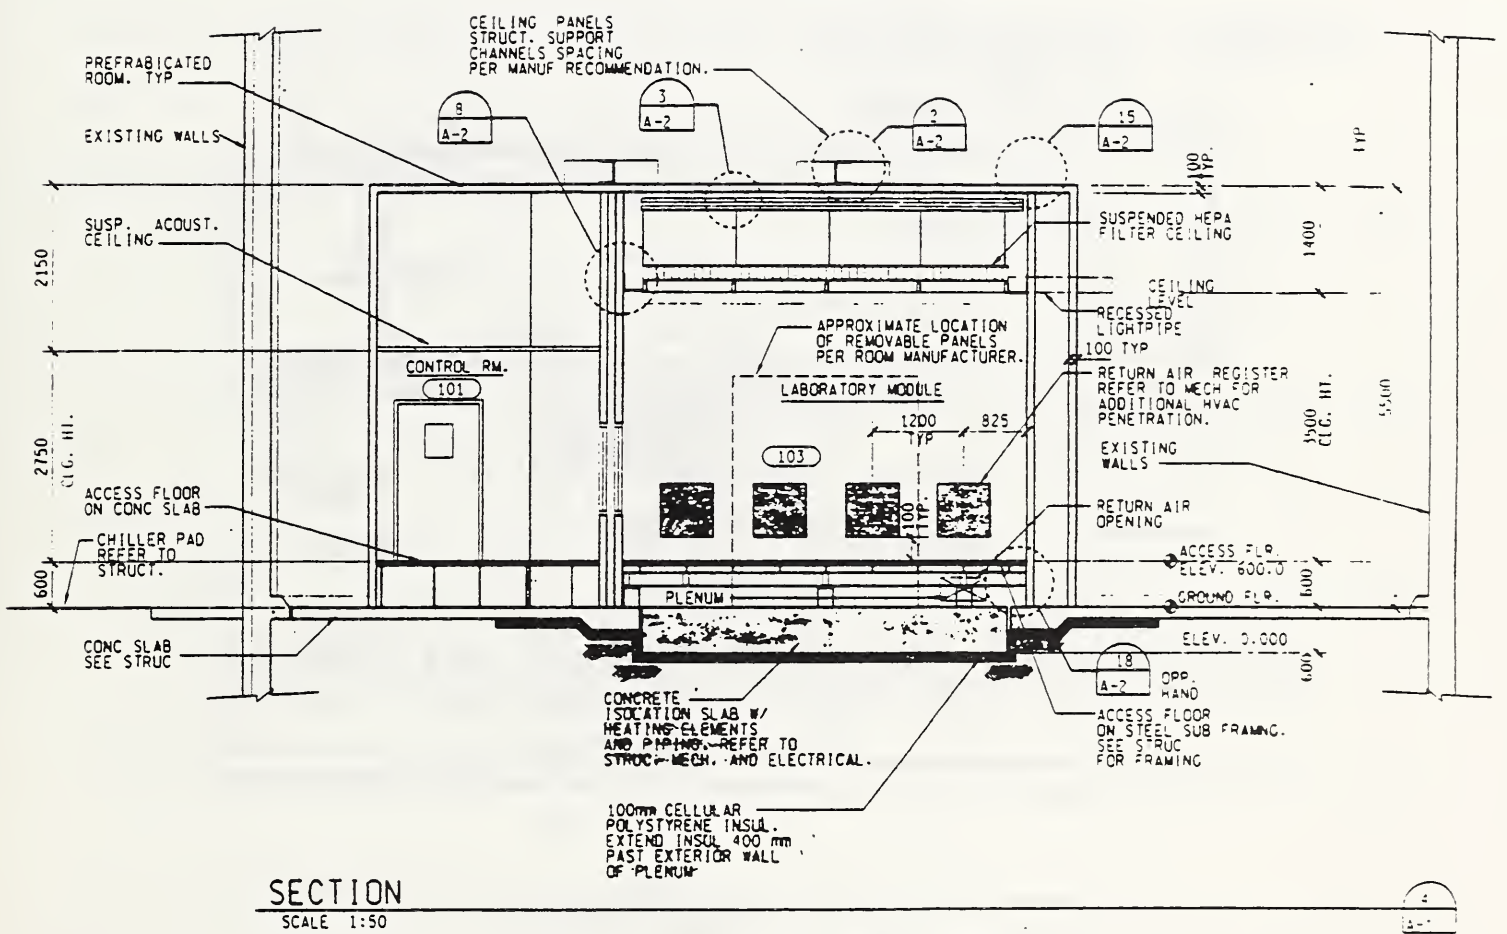 CEILING PANELS
STRUCT. SUPPORT
CHANNELS SPACING
PER MANUF RECOMMENDATION.
PREFRABICATED
ROOM. TYP
EXISTING WALLS
8
A-2
3
A-2
2
A-2
15
A-2
TYP
100
TYP.
SUSP. ACOUST.
CEILING
SUSPENDED HEPA
FILTER CEILING
2150
1400
CEILING
LEVEL
RECESSED
LIGHTPIPE
APPROXIMATE LOCATION
OF REMOVABLE PANELS
PER ROOM MANUFACTURER.
100 TYP
CONTROL RM.
101
LABORATORY MODULE
RETURN AIR REGISTER
REFER TO MECH FOR
ADDITIONAL HVAC
PENETRATION.
1200
TYP
825
3500
CLG. HT.
5500
2750
CLG. HT.
103
EXISTING
WALLS
ACCESS FLOOR
ON CONC SLAB
100
TYP.
RETURN AIR
OPENING
CHILLER PAD
REFER TO
STRUCT.
ACCESS FLR.
ELEV. 600.0
600
600
PLENUM
GROUND FLR.
ELEV. 0.000
CONC SLAB
SEE STRUC
18
A-2
OPP.
HAND
600
CONCRETE
ISOCATION SLAB W/
HEATING ELEMENTS
AND PIPING. REFER TO
STRUC. MECH. AND ELECTRICAL.
ACCESS FLOOR
ON STEEL SUB FRAMNG.
SEE STRUC
FOR FRAMING
100mm CELLULAR
POLYSTYRENE INSUL.
EXTEND INSUL 400 mm
PAST EXTERIOR WALL
OF PLENUM
SECTION
SCALE 1:50
4